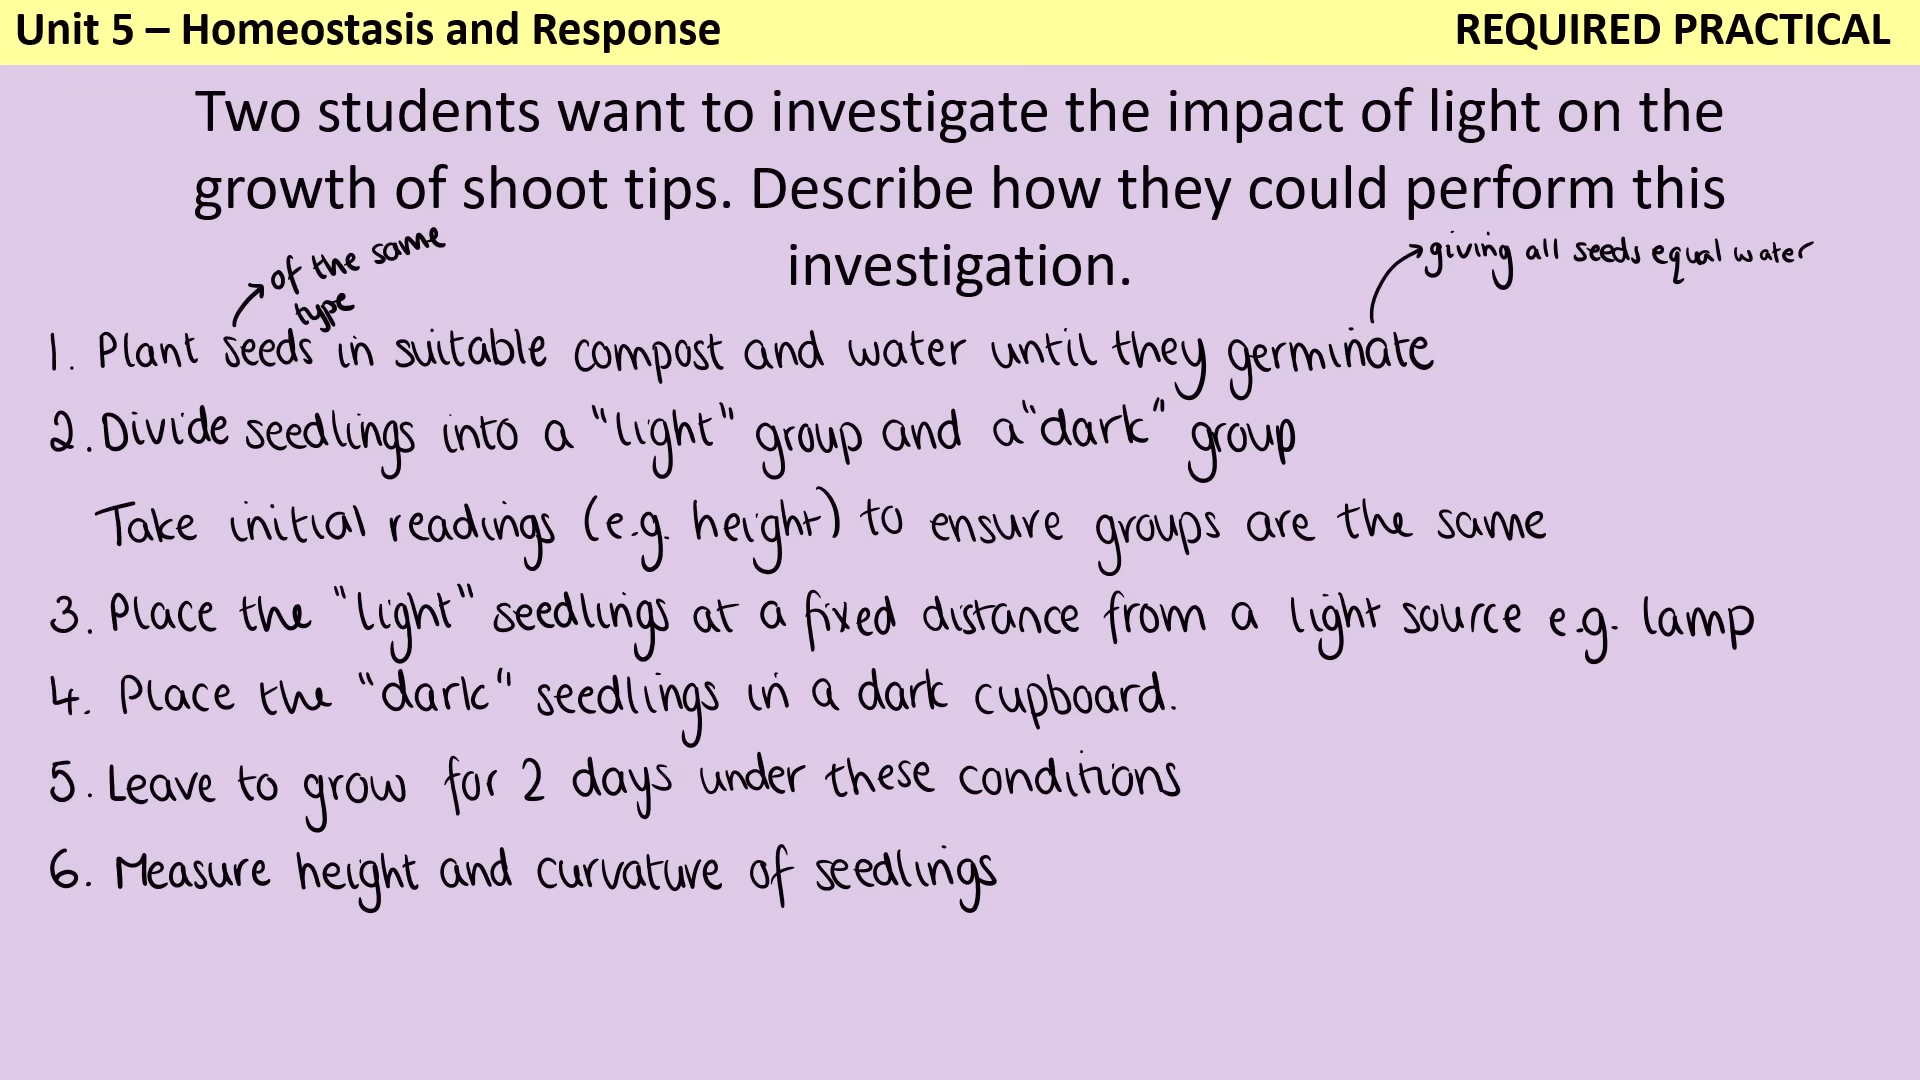 Unit 5 – Homeostasis and Response
REQUIRED PRACTICAL
Two students want to investigate the impact of light on the
growth of shoot tips. Describe how they could perform this
investigation.
of the same
type
giving all seeds equal water
1. Plant seeds in suitable compost and water until they germinate
2. Divide seedlings into a "light" group and a "dark" group
Take initial readings (e.g. height) to ensure groups are the same
3. Place the "light" seedlings at a fixed distance from a light source e.g. lamp
4. Place the "dark" seedlings in a dark cupboard.
5. Leave to grow for 2 days under these conditions
6. Measure height and curvature of seedlings